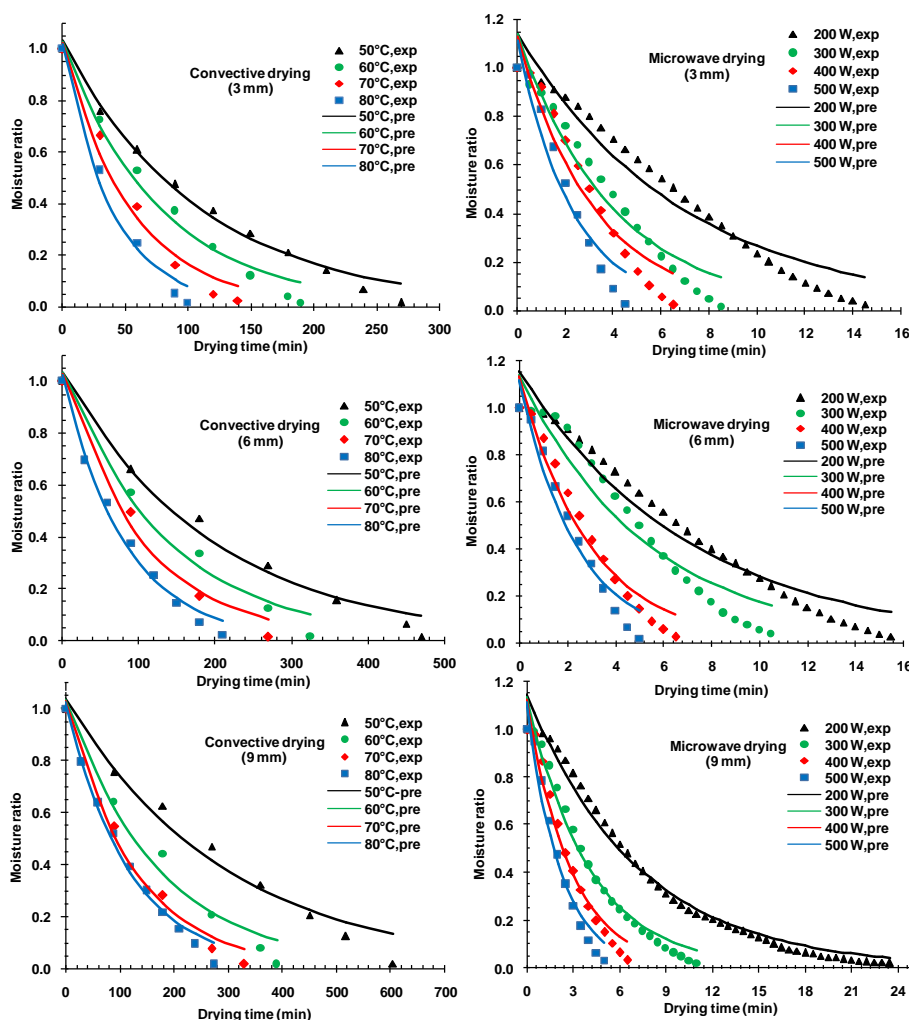 1.0
0.8
0.6
0.4
0.2
0.0
Moisture ratio
0 50 100 150 200 250 300
Drying time (min)
Convective drying
(3 mm)
50°C,exp
60°C,exp
70°C,exp
80°C,exp
50°C,pre
60°C,pre
70°C,pre
80°C,pre
1.2
1.0
0.8
0.6
0.4
0.2
0.0
Moisture ratio
0 2 4 6 8 10 12 14 16
Drying time (min)
Microwave drying
(3 mm)
200 W,exp
300 W,exp
400 W,exp
500 W,exp
200 W,pre
300 W,pre
400 W,pre
500 W,pre
1.0
0.8
0.6
0.4
0.2
0.0
Moisture ratio
0 100 200 300 400 500
Drying time (min)
Convective drying
(6 mm)
50°C,exp
60°C,exp
70°C,exp
80°C,exp
50°C,pre
60°C,pre
70°C,pre
80°C,pre
1.2
1.0
0.8
0.6
0.4
0.2
0.0
Moisture ratio
0 2 4 6 8 10 12 14 16
Drying time (min)
Microwave drying
(6 mm)
200 W,exp
300 W,exp
400 W,exp
500 W,exp
200 W,pre
300 W,pre
400 W,pre
500 W,pre
1.0
0.8
0.6
0.4
0.2
0.0
Moisture ratio
0 100 200 300 400 500 600 700
Drying time (min)
Convective drying
(9 mm)
50°C,exp
60°C,exp
70°C,exp
80°C,exp
50°C-pre
60°C,pre
70°C,pre
80°C,pre
1.2
1.0
0.8
0.6
0.4
0.2
0.0
Moisture ratio
0 3 6 9 12 15 18 21 24
Drying time (min)
Microwave drying
(9 mm)
200 W,exp
300 W,exp
400 W,exp
500 W,exp
200 W,pre
300 W,pre
400 W,pre
500 W,pre